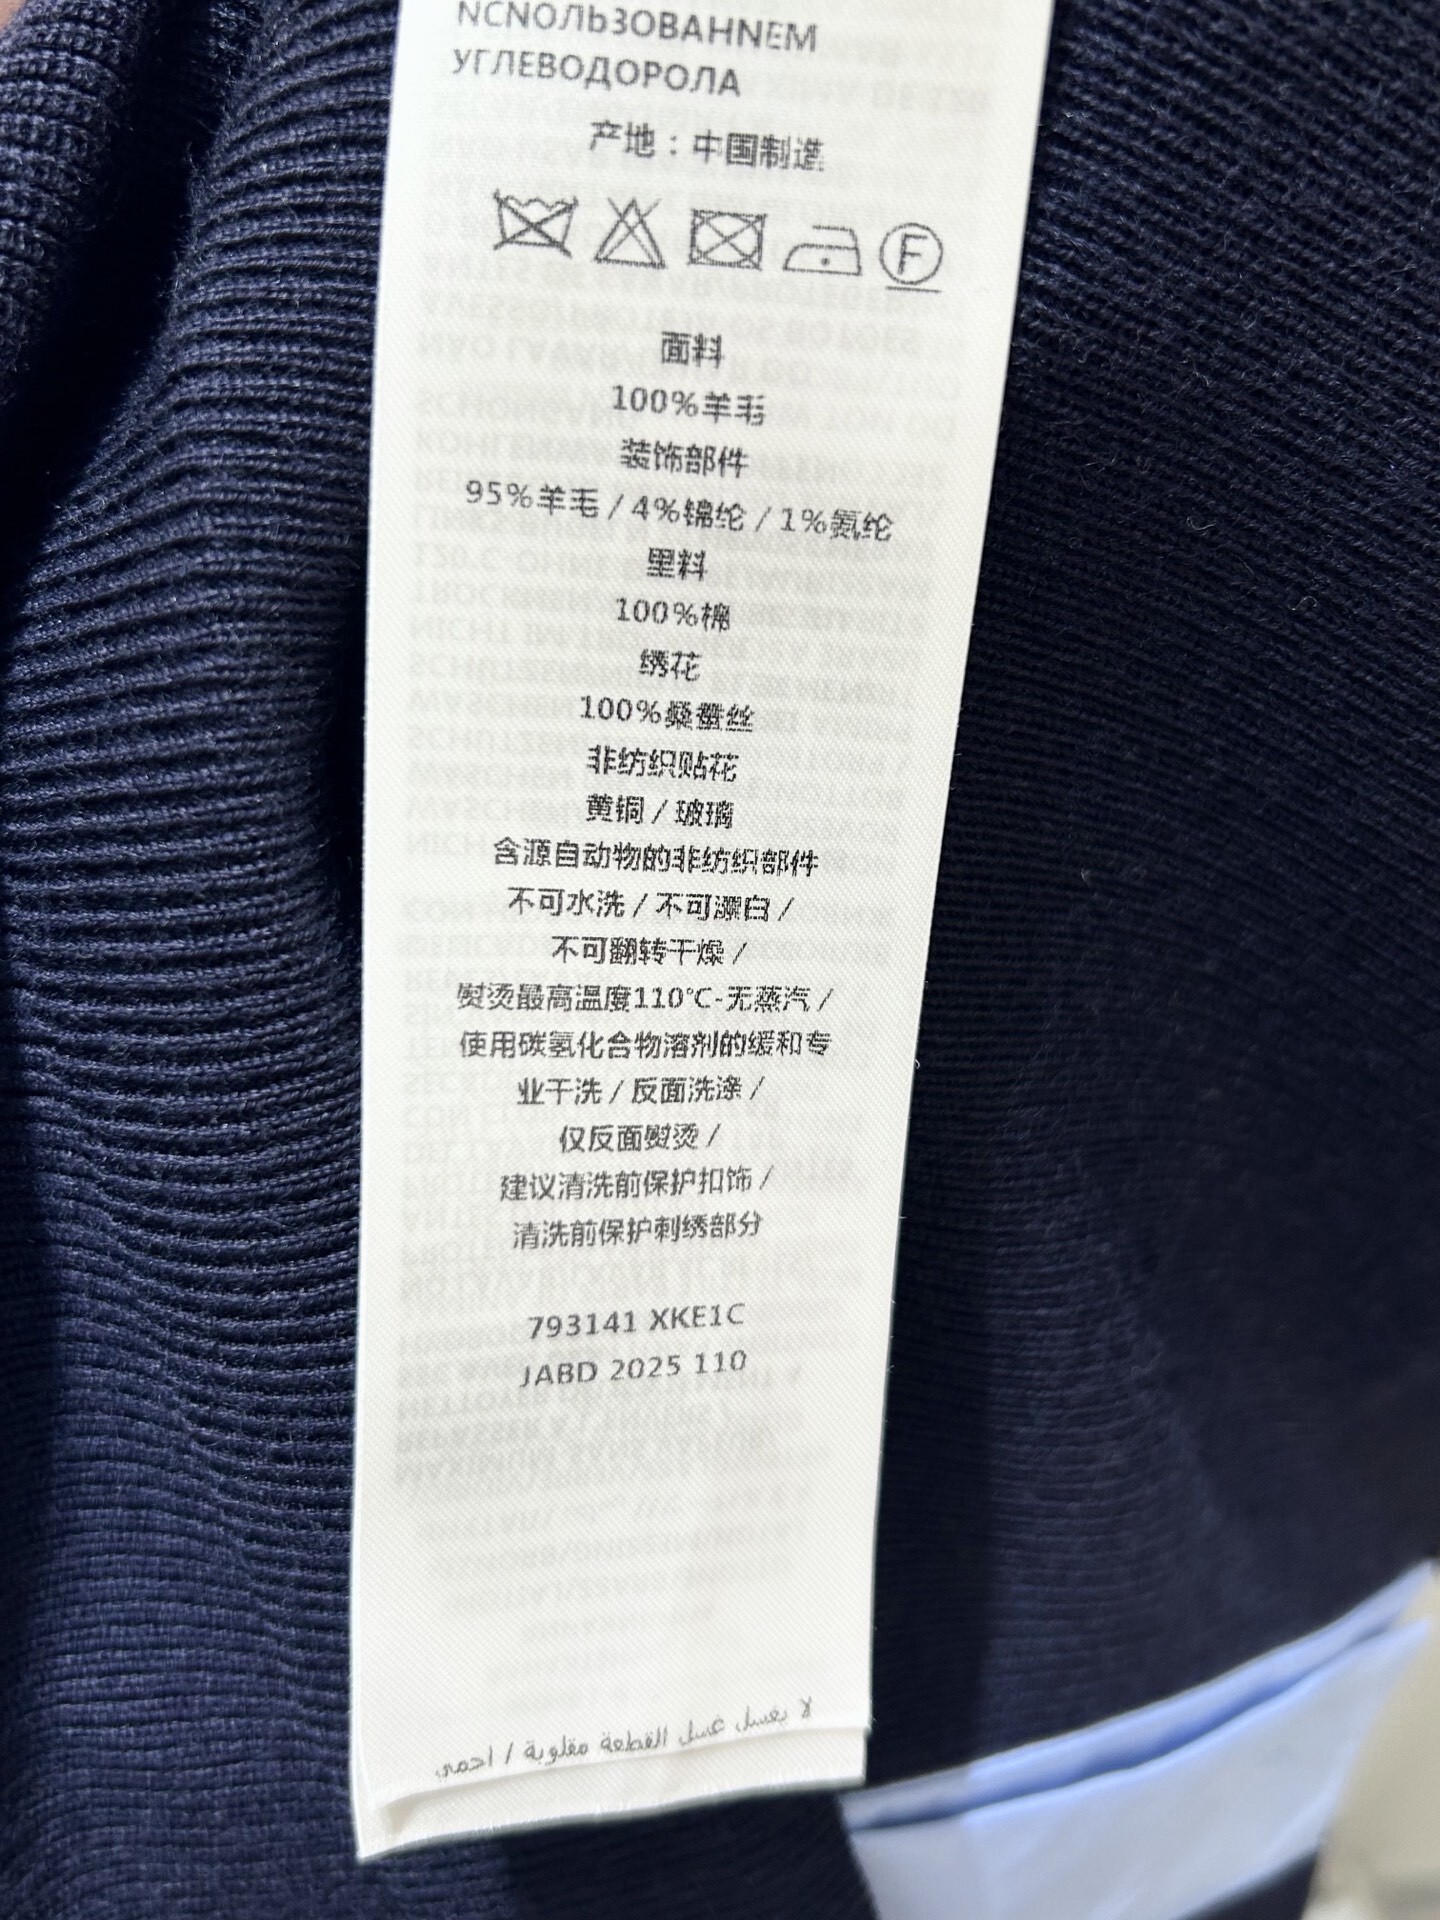 NCNОЛЬЗОВАНNЕМ
УГЛЕВОДОРОЛА
产地：中国制造
F
面料
100%羊毛
装饰部件
95%羊毛 / 4%锦纶 / 1%氨纶
里料
100%棉
绣花
100%桑蚕丝
非纺织贴花
黄铜 / 玻璃
含源自动物的非纺织部件
不可水洗 / 不可漂白 /
不可翻转干燥 /
熨烫最高温度110℃-无蒸汽 /
使用碳氢化合物溶剂的缓和专
业干洗 / 反面洗涤 /
仅反面熨烫 /
建议清洗前保护扣饰 /
清洗前保护刺绣部分
793141 XKE1C
JABD 2025 110